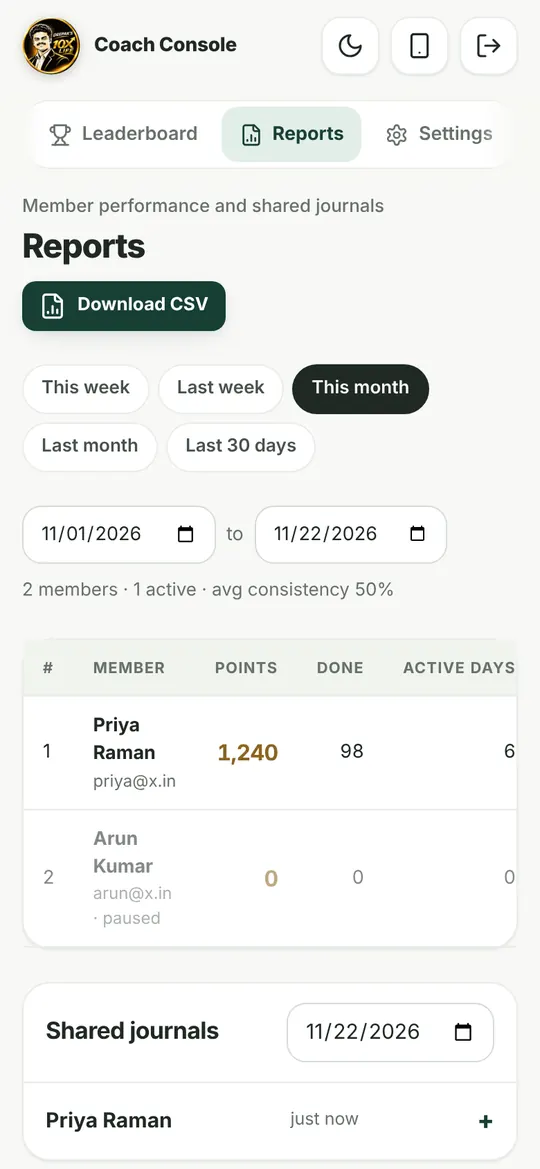 DEEPAK'S
10X
LIFE
Coach Console
Leaderboard
Reports
Settings
Member performance and shared journals
Reports
Download CSV
This week
Last week
This month
Last month
Last 30 days
11/01/2026 to 11/22/2026
2 members · 1 active · avg consistency 50%
# MEMBER POINTS DONE ACTIVE DAYS
1 Priya Raman 1,240 98 6
priya@x.in
2 Arun Kumar 0 0 0
arun@x.in
· paused
Shared journals 11/22/2026
Priya Raman just now +